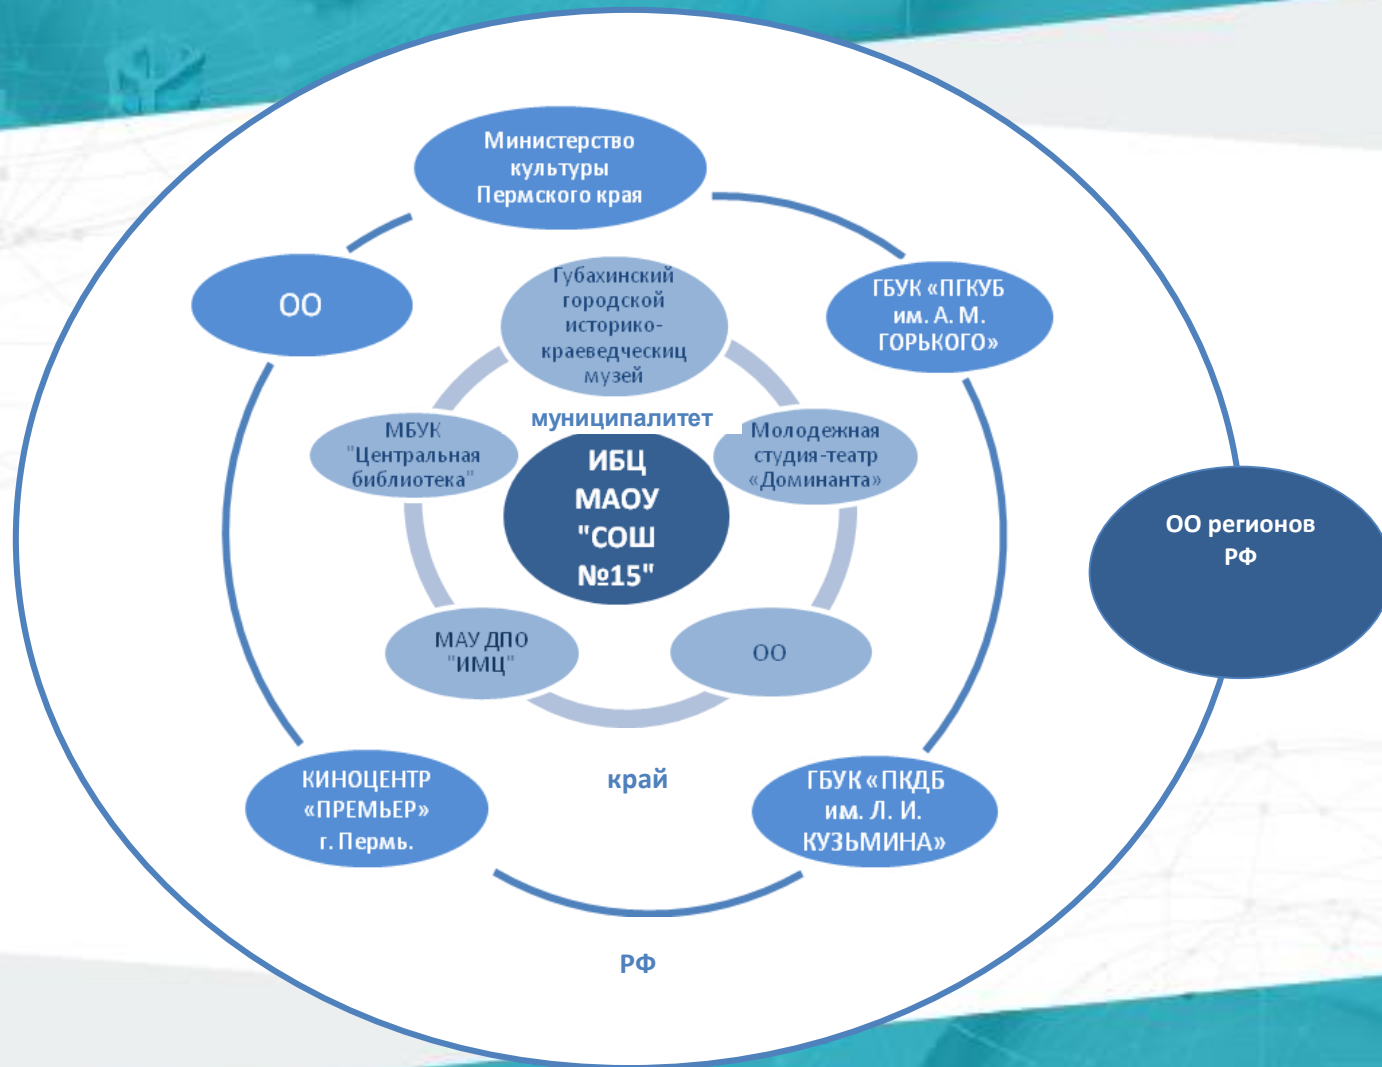 Министерство
культуры
Пермского края
ОО
Губахинский
городской
историко-
краеведческиц
музей
ГБУК «ПГКУБ
им. А. М.
ГОРЬКОГО»
муниципалитет
МБУК
"Центральная
библиотека"
ИБЦ
МАОУ
"СОШ
№15"
Молодежная
студия-театр
«Доминанта»
ОО регионов
РФ
МАУ ДПО
"ИМЦ"
ОО
край
КИНОЦЕНТР
«ПРЕМЬЕР»
г. Пермь.
ГБУК «ПКДБ
им. Л. И.
КУЗЬМИНА»
РФ